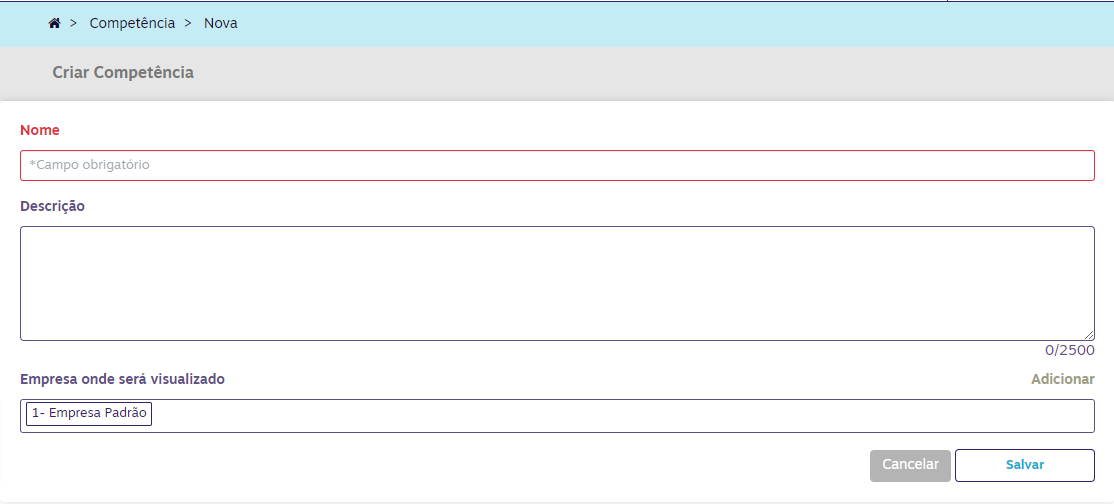 > Competência > Nova
Criar Competência
Nome
*Campo obrigatório
Descrição
0/2500
Empresa onde será visualizado Adicionar
1- Empresa Padrão
Cancelar Salvar